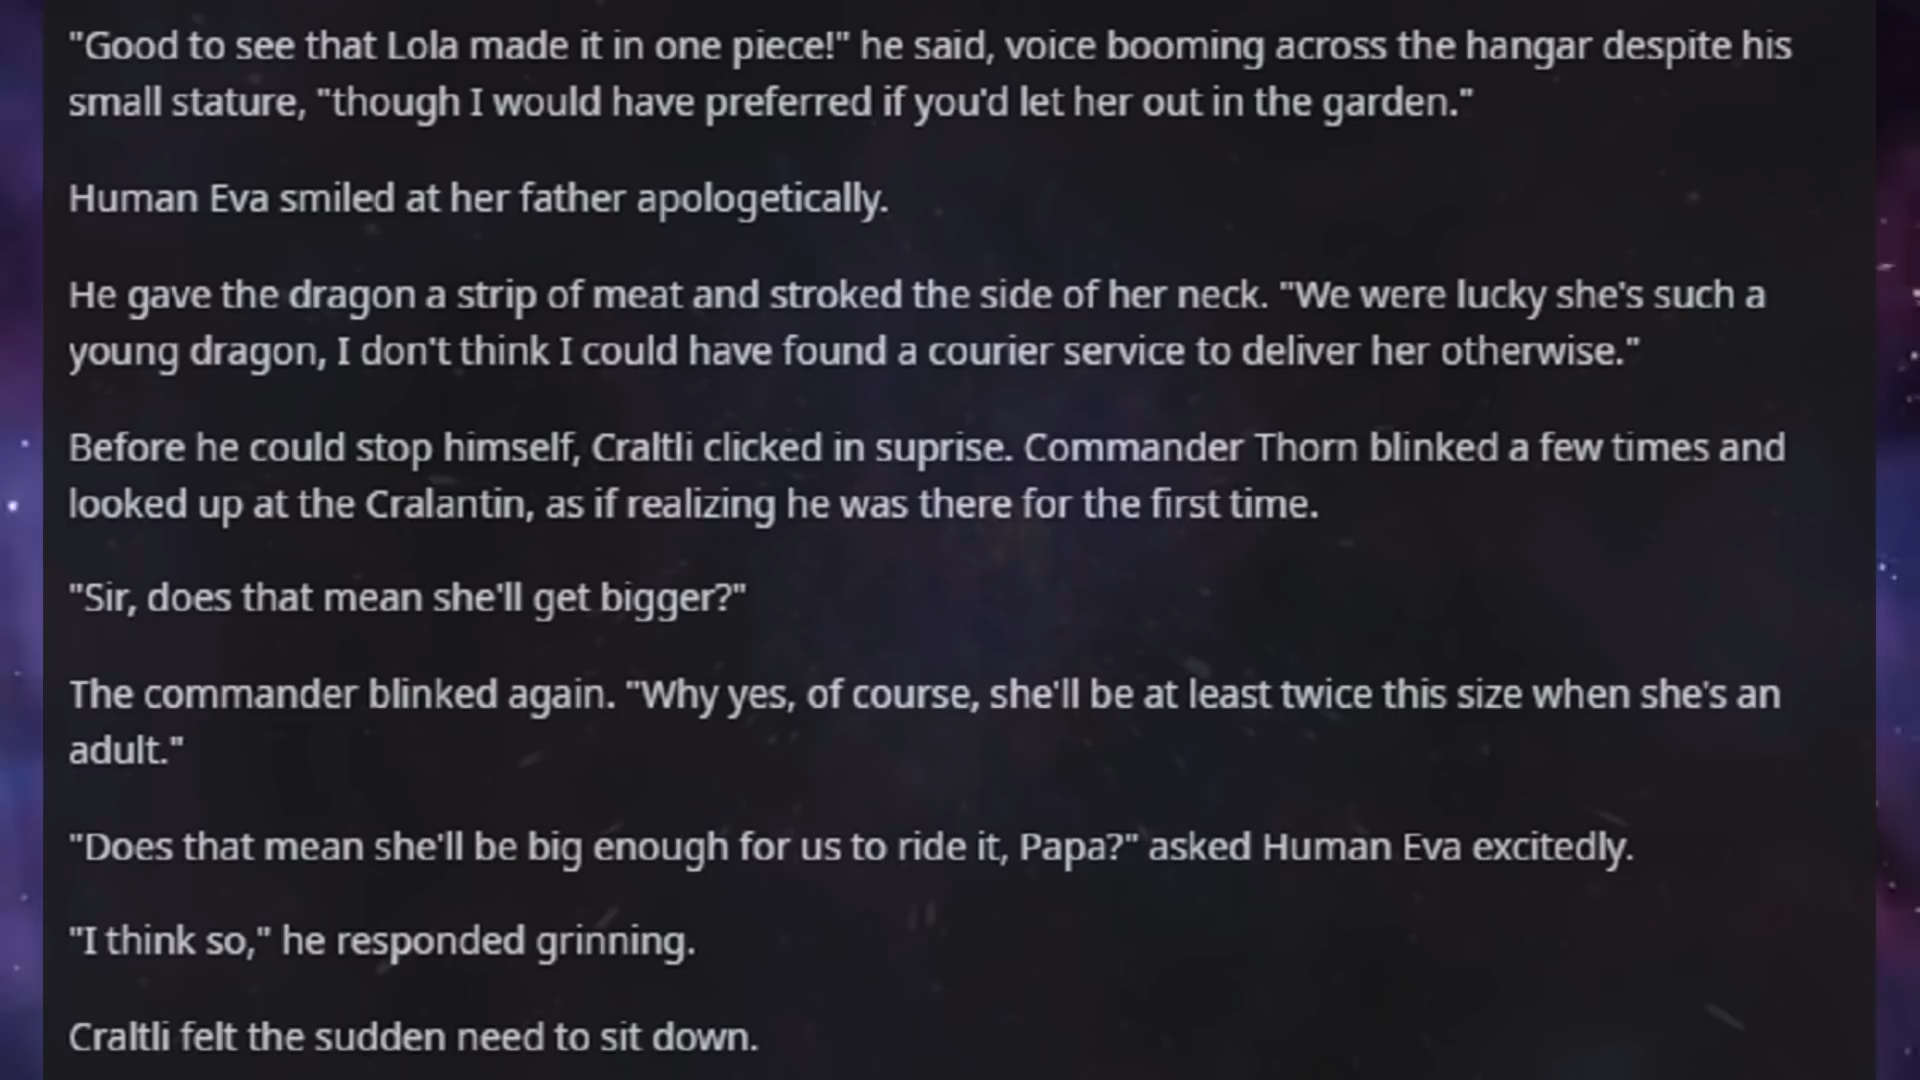 "Good to see that Lola made it in one piece!" he said, voice booming across the hangar despite his
small stature, "though I would have preferred if you'd let her out in the garden."
Human Eva smiled at her father apologetically.
He gave the dragon a strip of meat and stroked the side of her neck. "We were lucky she's such a
young dragon, I don't think I could have found a courier service to deliver her otherwise."
Before he could stop himself, Craltli clicked in suprise. Commander Thorn blinked a few times and
looked up at the Cralantin, as if realizing he was there for the first time.
"Sir, does that mean she'll get bigger?"
The commander blinked again. "Why yes, of course, she'll be at least twice this size when she's an
adult."
"Does that mean she'll be big enough for us to ride it, Papa?" asked Human Eva excitedly.
"I think so," he responded grinning.
Craltli felt the sudden need to sit down.